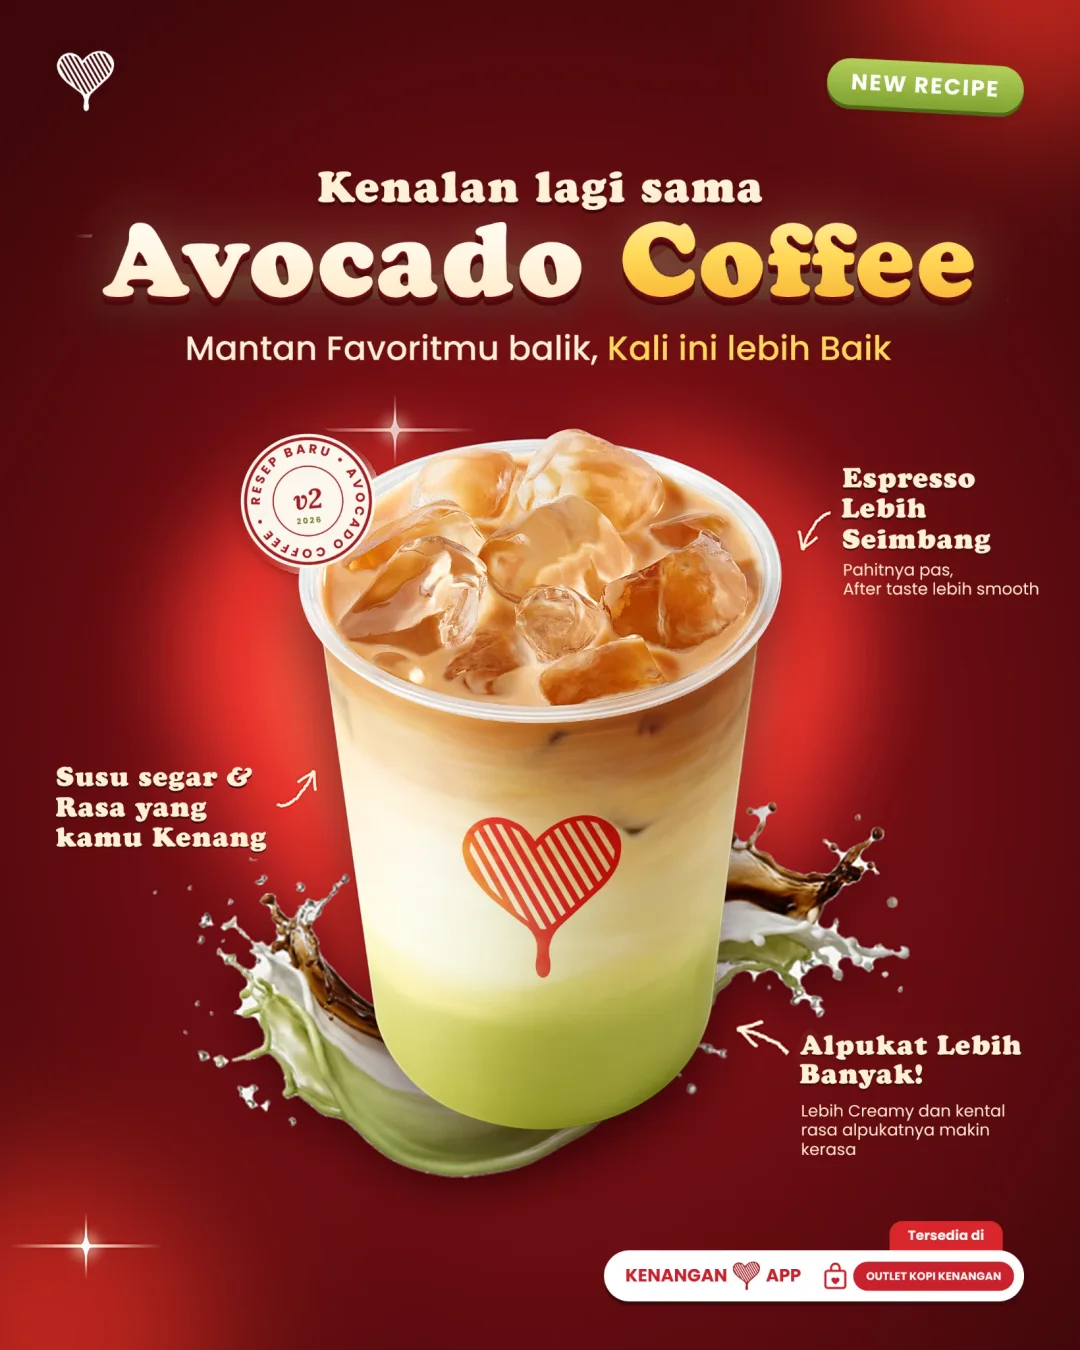 NEW RECIPE
Kenalan lagi sama
Avocado Coffee
Mantan Favoritmu balik, Kali ini lebih Baik
RESEP BARU • AVOCADO COFFEE •
v2
2026
Espresso
Lebih
Seimbang
Pahitnya pas,
After taste lebih smooth
Susu segar &
Rasa yang
kamu Kenang
Alpukat Lebih
Banyak!
Lebih Creamy dan kental
rasa alpukatnya makin
kerasa
Tersedia di
KENANGAN APP
OUTLET KOPI KENANGAN